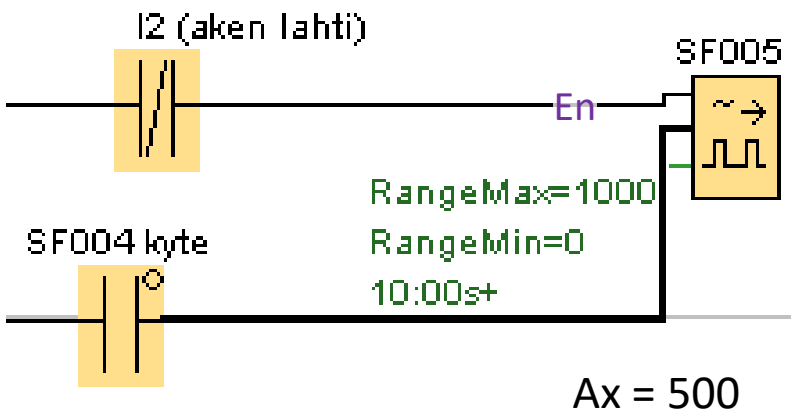 I2 (aken lahti)
SF005
En
RangeMax=1000
SF004 kyte
RangeMin=0
10:00s+
Ax = 500